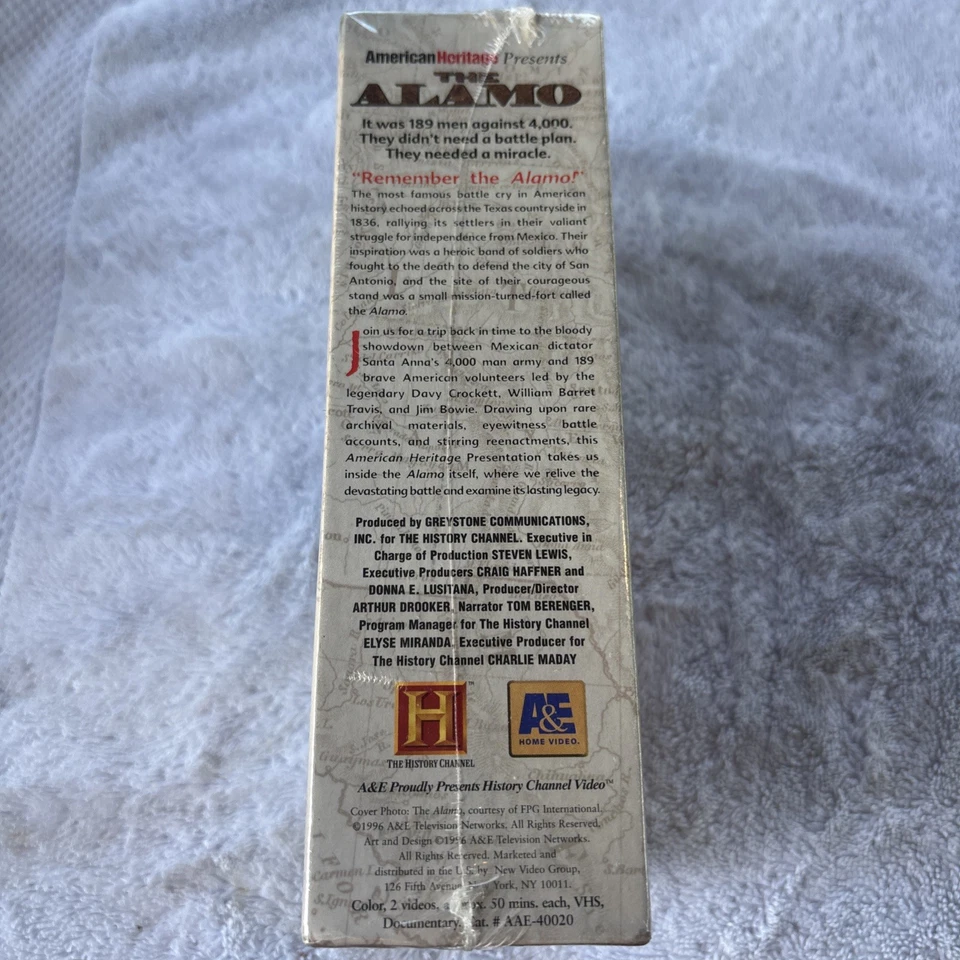 AmericanHeritage Presents
THE
ALAMO
It was 189 men against 4,000.
They didn't need a battle plan.
They needed a miracle.
"Remember the Alamo!"
The most famous battle cry in American
history echoed across the Texas countryside in
1836, rallying its settlers in their valiant
struggle for independence from Mexico. Their
inspiration was a heroic band of soldiers who
fought to the death to defend the city of San
Antonio, and the site of their courageous
stand was a small mission-turned-fort called
the Alamo.
Join us for a trip back in time to the bloody
showdown between Mexican dictator
Santa Anna's 4,000 man army and 189
brave American volunteers led by the
legendary Davy Crockett, William Barret
Travis, and Jim Bowie. Drawing upon rare
archival materials, eyewitness battle
accounts, and stirring reenactments, this
American Heritage Presentation takes us
inside the Alamo itself, where we relive the
devastating battle and examine its lasting legacy.
Produced by GREYSTONE COMMUNICATIONS,
INC. for THE HISTORY CHANNEL. Executive in
Charge of Production STEVEN LEWIS,
Executive Producers CRAIG HAFFNER and
DONNA E. LUSITANA, Producer/Director
ARTHUR DROOKER, Narrator TOM BERENGER,
Program Manager for The History Channel
ELYSE MIRANDA. Executive Producer for
The History Channel CHARLIE MADAY
H TM
THE HISTORY CHANNEL
A&E
HOME VIDEO.
A&E Proudly Presents History Channel Video™
Cover Photo: The Alamo, courtesy of FPG International.
©1996 A&E Television Networks. All Rights Reserved.
Art and Design ©1996 A&E Television Networks.
All Rights Reserved. Marketed and
distributed in the U.S. by New Video Group,
126 Fifth York, NY 10011.
Color, 2 videos, 50 mins. each, VHS,
Documentary, # AAE-40020